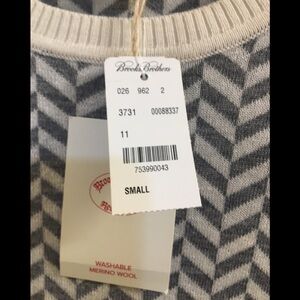 Brooks Brothers
026 962 2
3731 00088337
11
753990043
SMALL
WASHABLE
MERINO WOOL